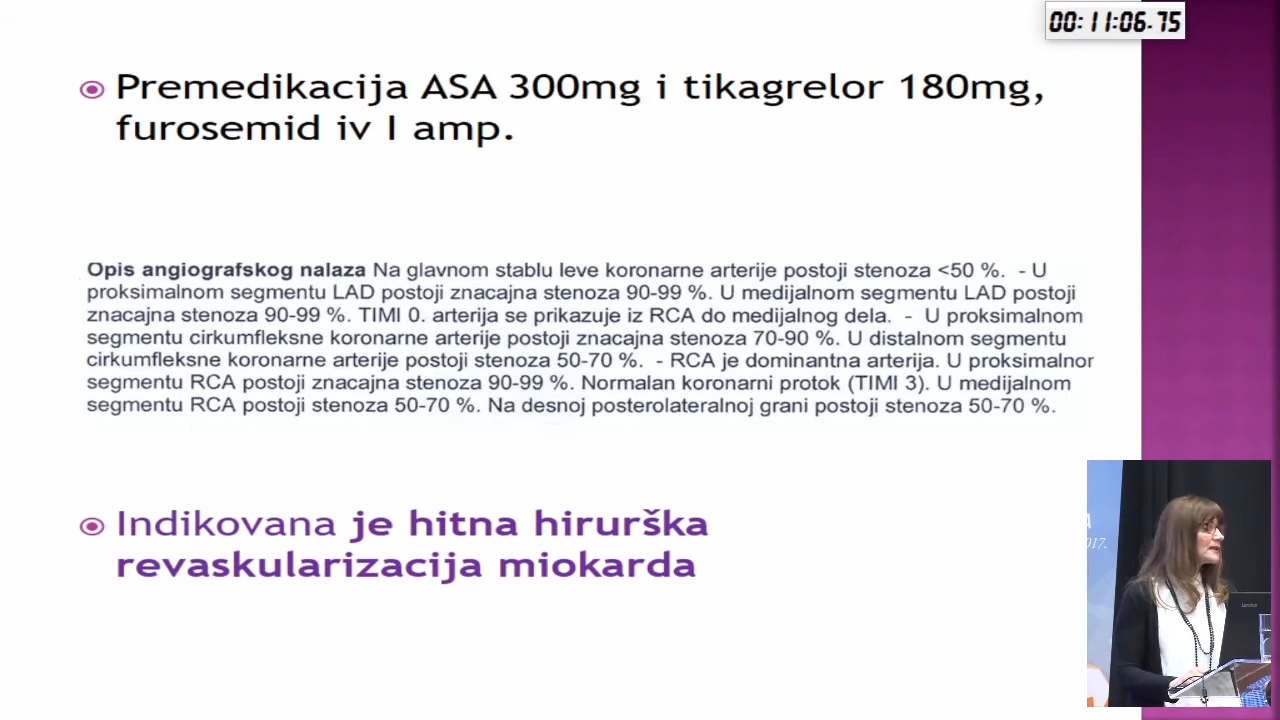 00:11:06.75
Premedikacija ASA 300mg i tikagrelor 180mg,
furosemid iv I amp.
Opis angiografskog nalaza Na glavnom stablu leve koronarne arterije postoji stenoza <50 %. - U
proksimalnom segmentu LAD postoji znacajna stenoza 90-99 %. U medijalnom segmentu LAD postoji
znacajna stenoza 90-99 %. TIMI 0. arterija se prikazuje iz RCA do medijalnog dela. - U proksimalnom
segmentu cirkumfleksne koronarne arterije postoji znacajna stenoza 70-90 %. U distalnom segmentu
cirkumfleksne koronarne arterije postoji stenoza 50-70 %. - RCA je dominantna arterija. U proksimalnor
segmentu RCA postoji znacajna stenoza 90-99 %. Normalan koronarni protok (TIMI 3). U medijalnom
segmentu RCA postoji stenoza 50-70 %. Na desnoj posterolateralnoj grani postoji stenoza 50-70 %.
Indikovana je hitna hirurška
revaskularizacija miokarda
A
017.
Lenovo